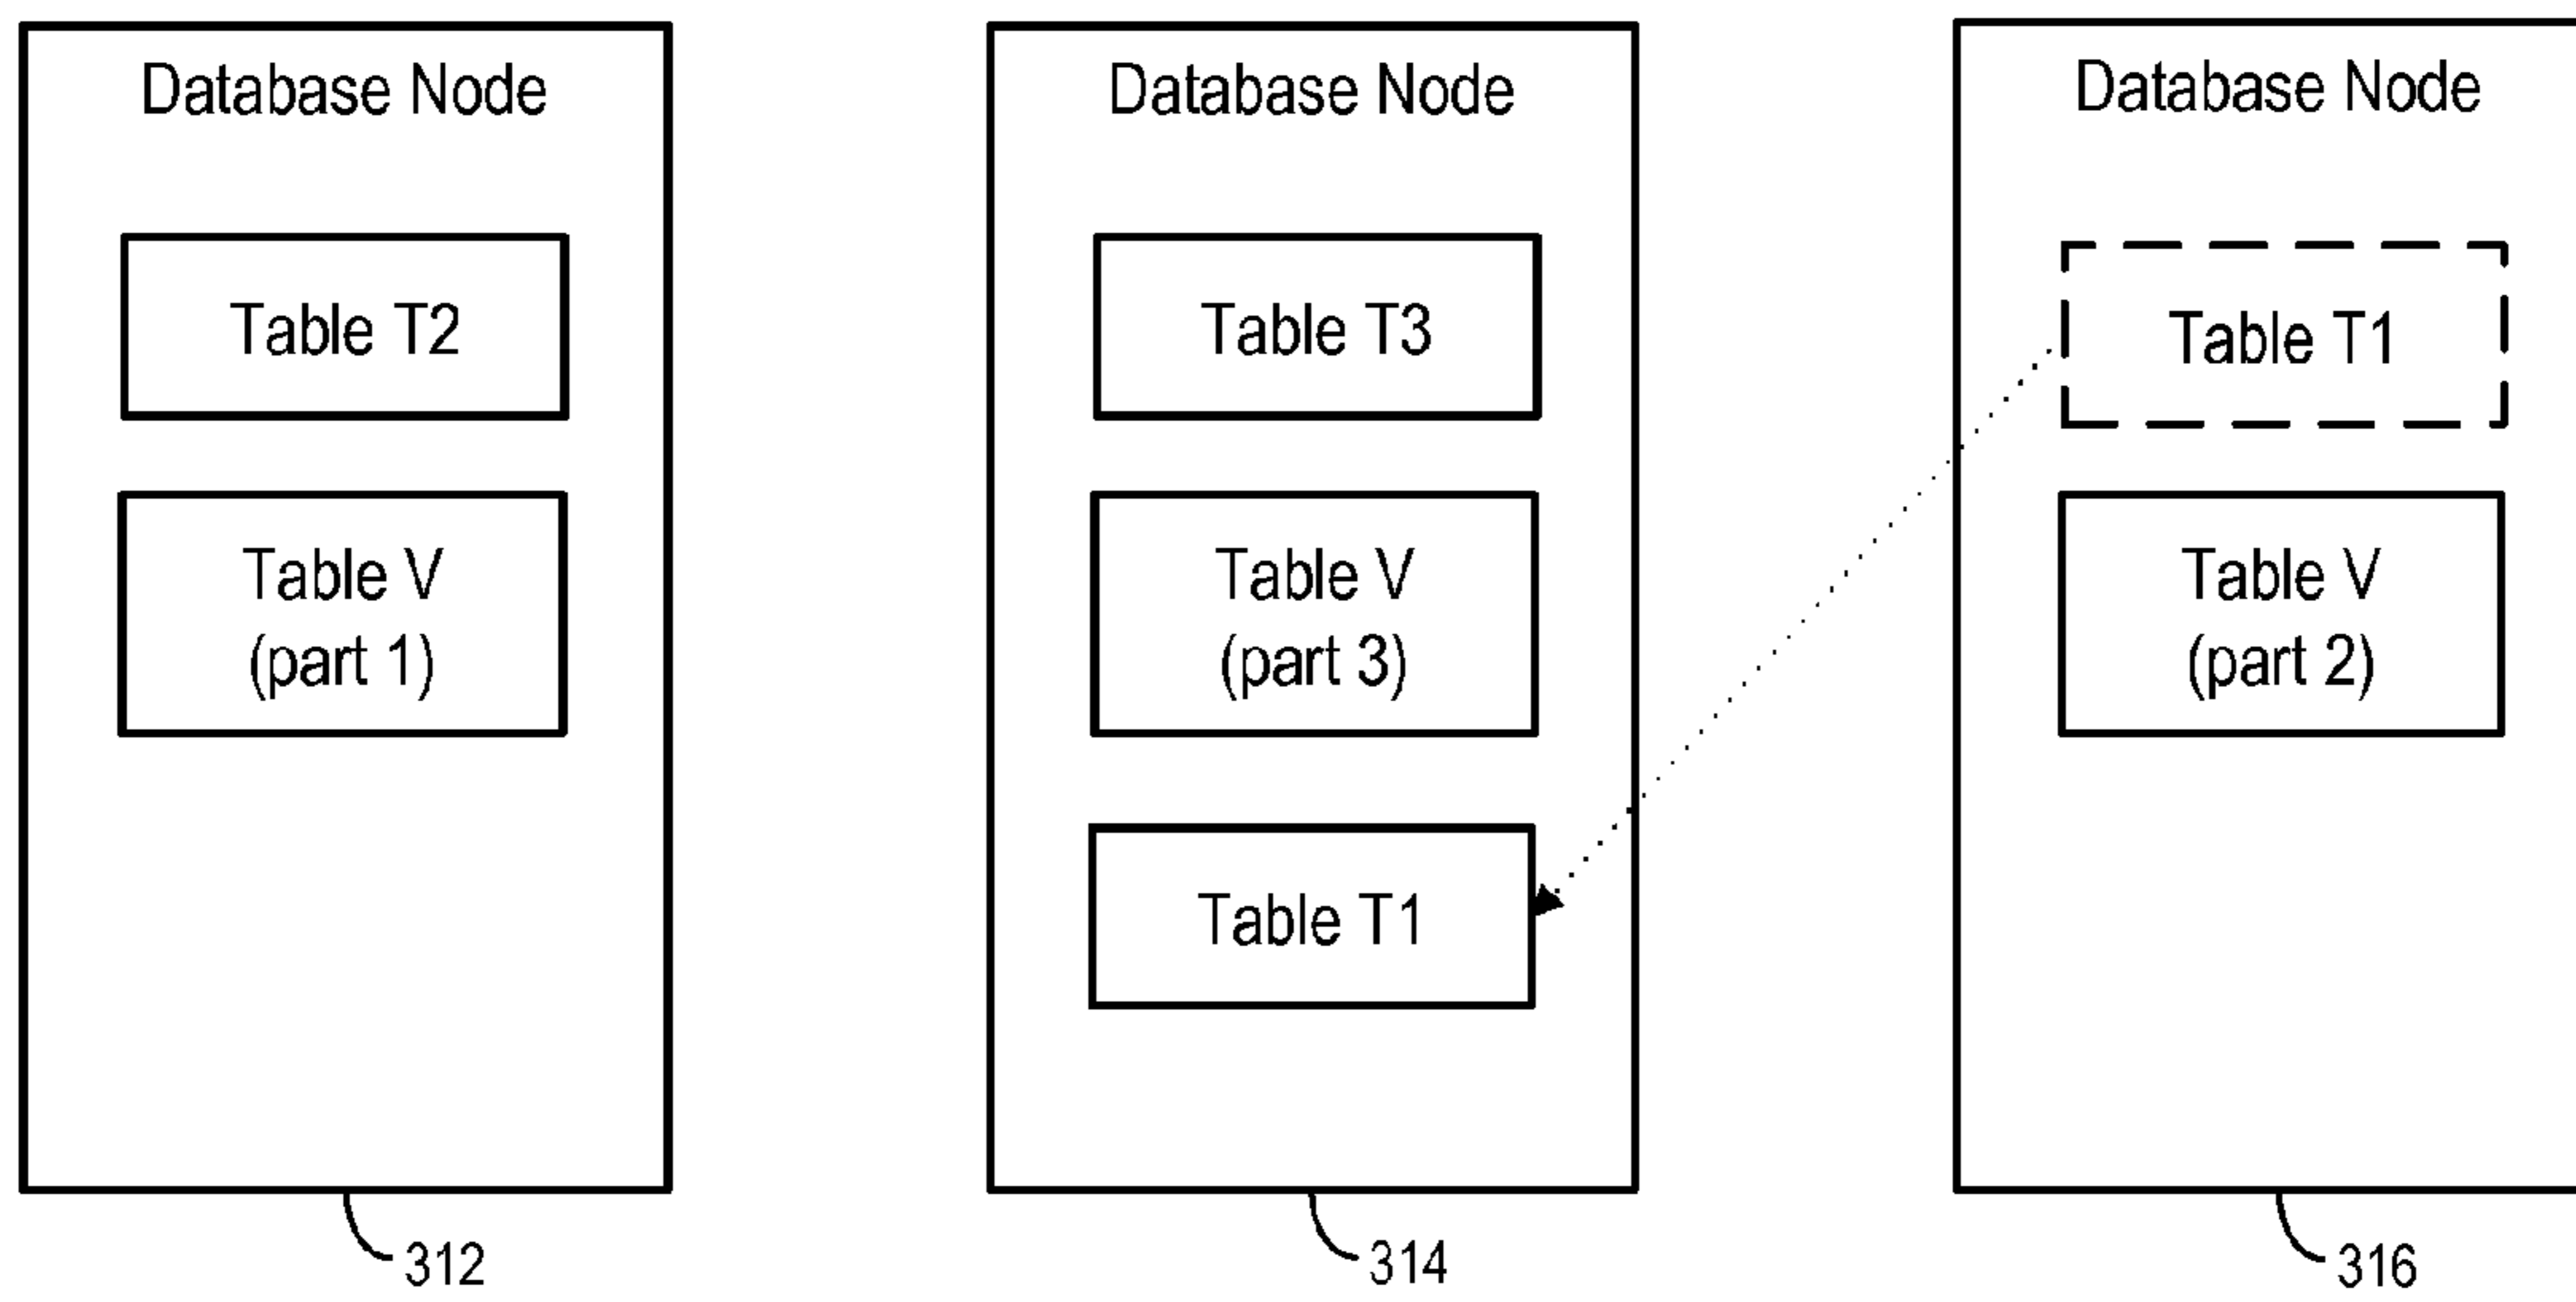 Database Node
Table T2
Table V
(part 1)
312
Database Node
Table T3
Table V
(part 3)
Table T1
314
Database Node
Table T1
Table V
(part 2)
316